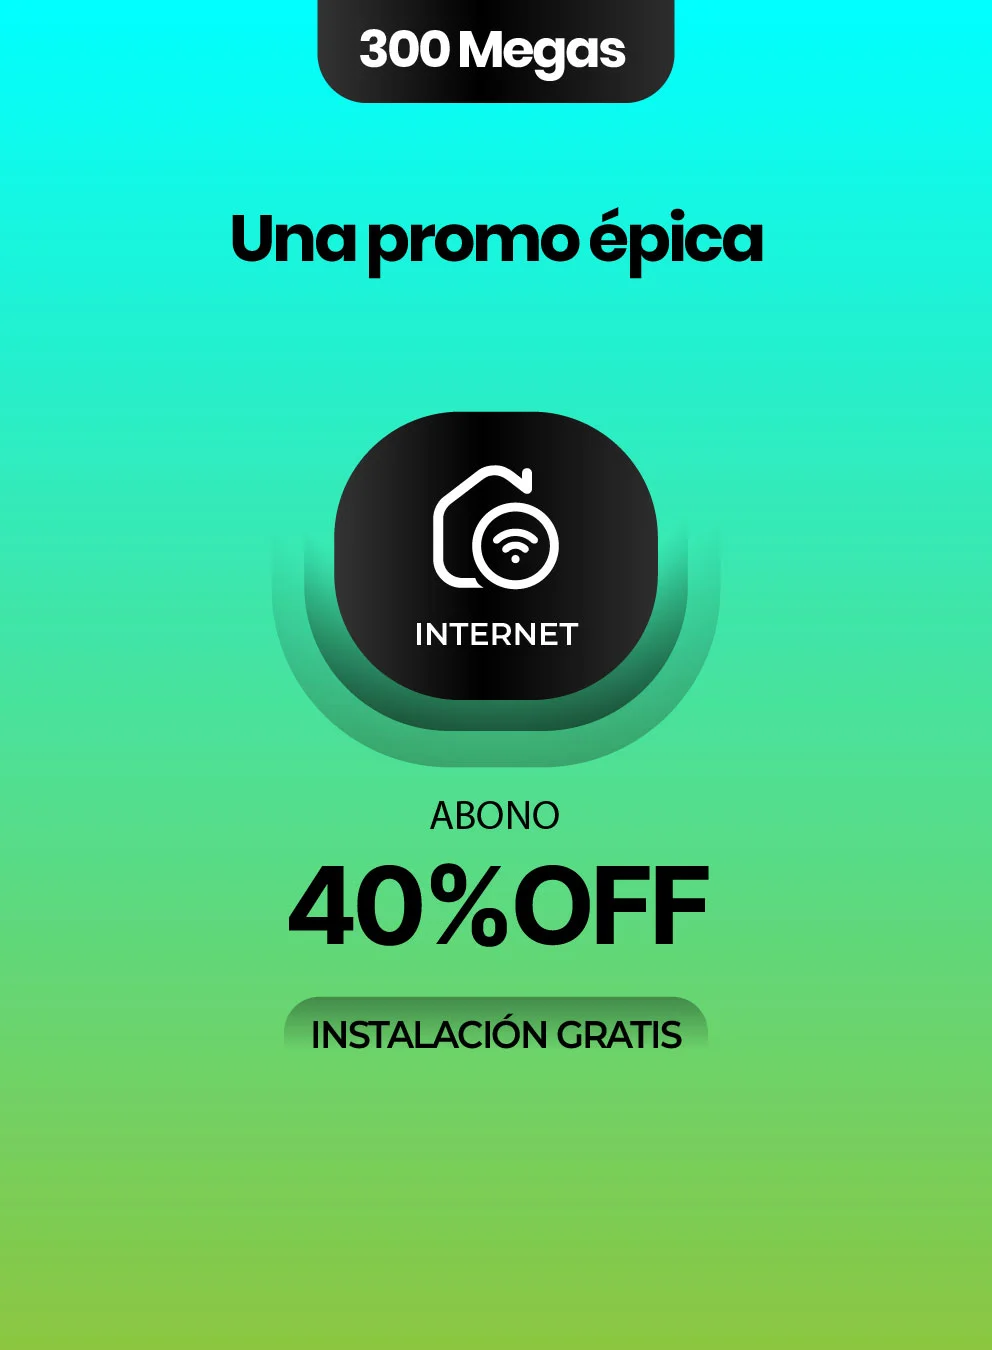 300 Megas
Una promo épica
INTERNET
ABONO
40%OFF
INSTALACIÓN GRATIS